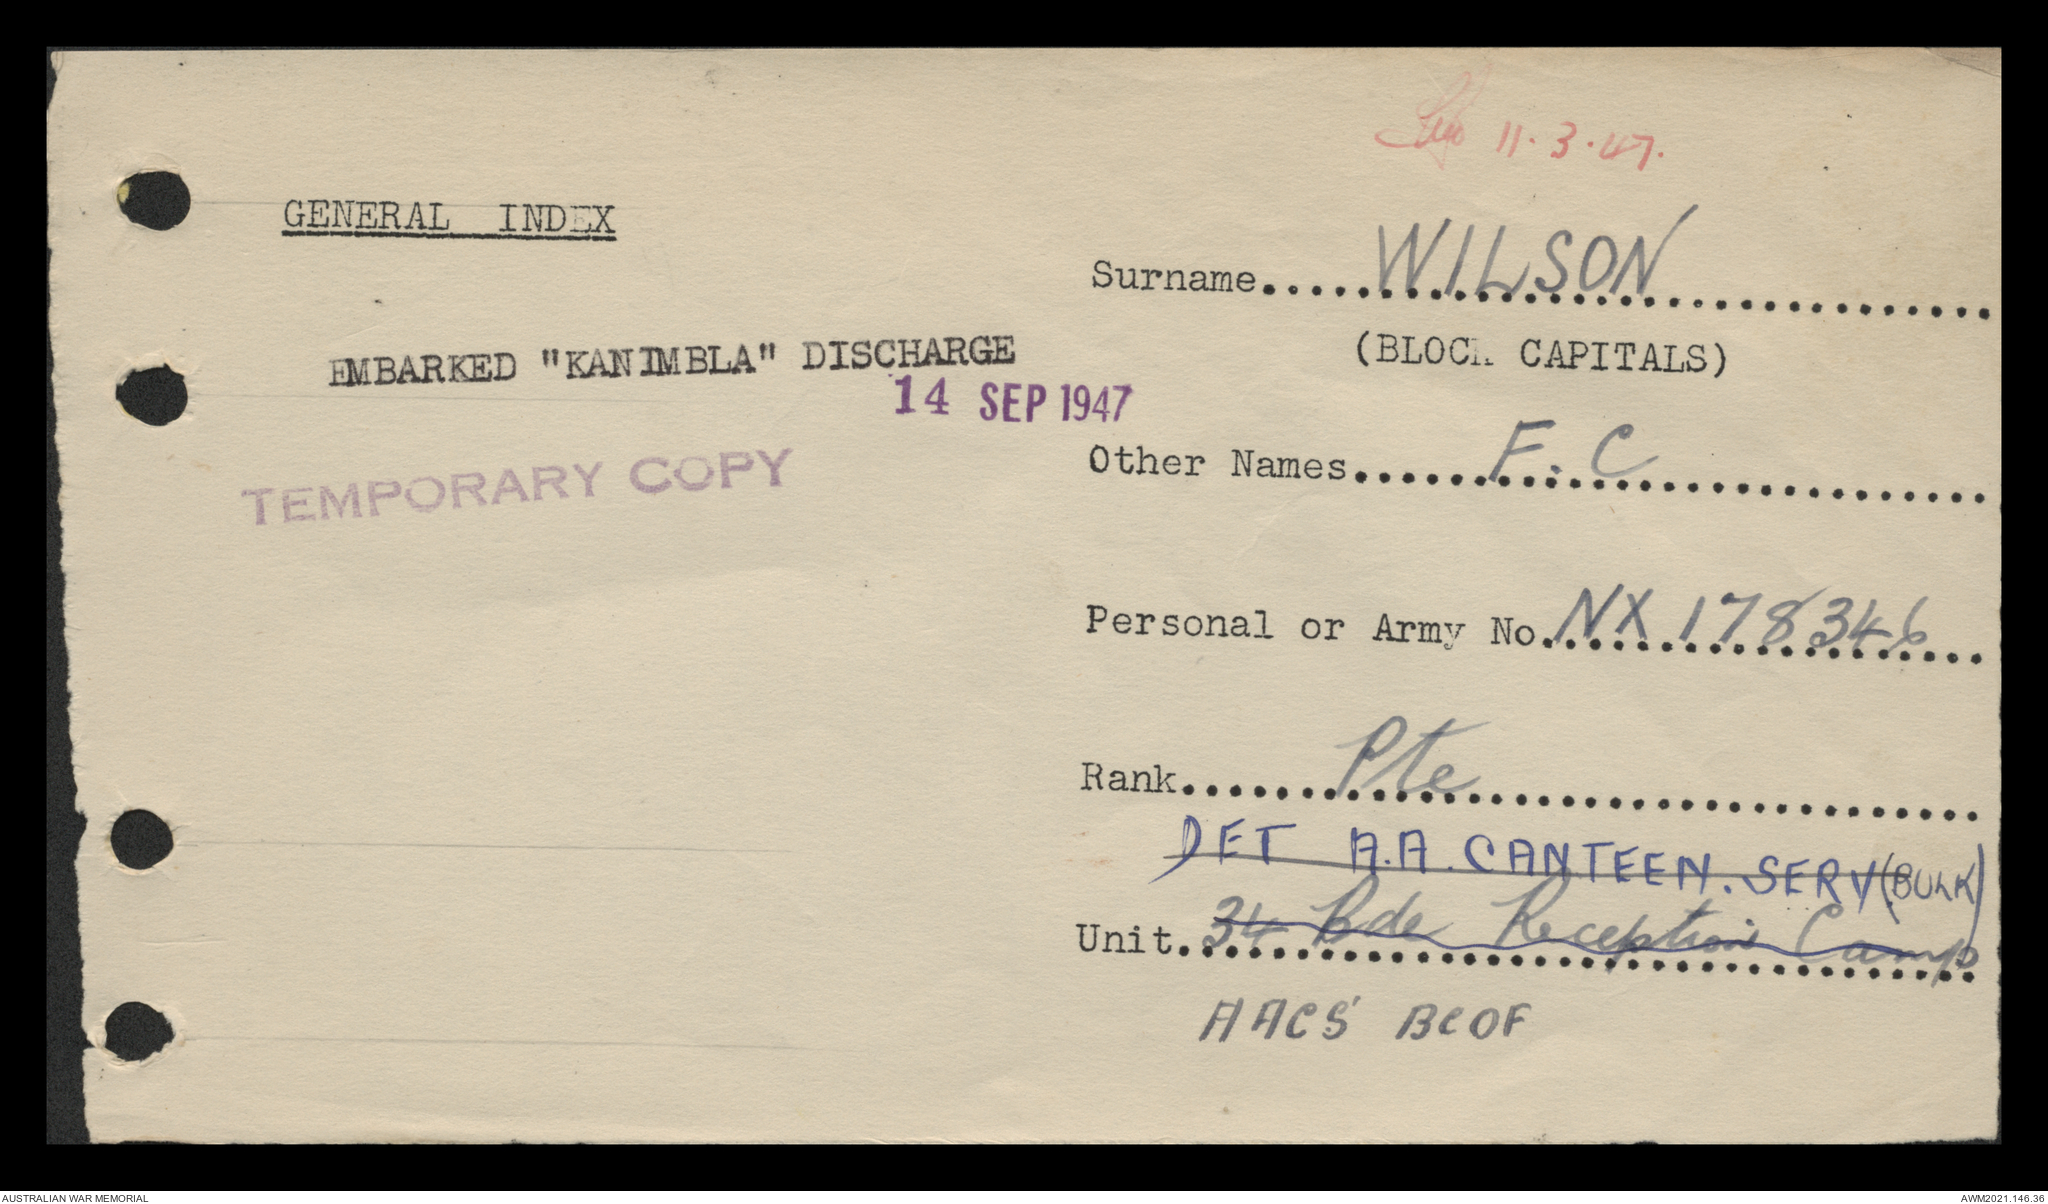 11.3.47.
GENERAL INDEX
Surname.....WILSON
(BLOCK CAPITALS)
EMBARKED "KANIMBLA" DISCHARGE
14 SEP 1947
Other Names......F. C
TEMPORARY COPY
Personal or Army No. NX 178346
Rank.......Pte
DET A.A. CANTEEN. SERV (BULK)
Unit. 34 Bde Reception Camp
AACS BCOF
AUSTRALIAN WAR MEMORIAL
AWM2021.146.36